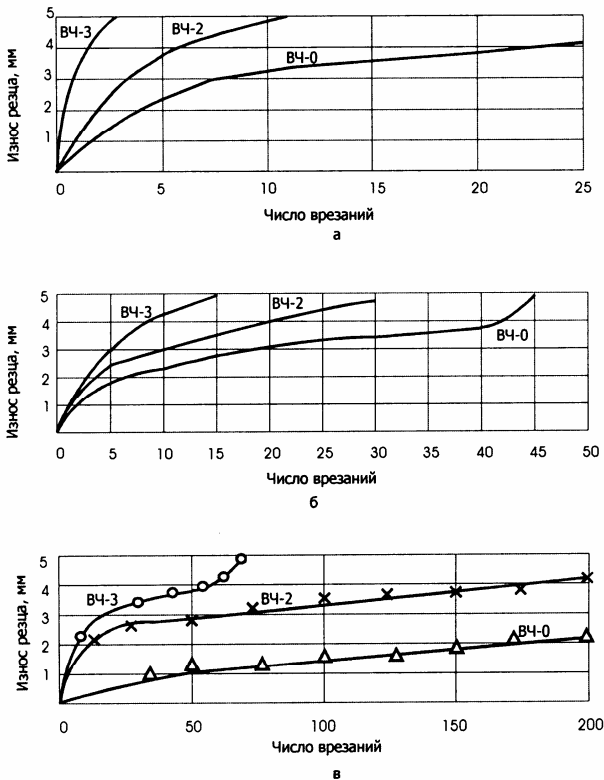 Износ резца, мм
5
4
3
2
1
ВЧ-3
ВЧ-2
ВЧ-0
0 5 10 15 20 25
Число врезаний
а
Износ резца, мм
5
4
3
2
1
ВЧ-3
ВЧ-2
ВЧ-0
0 5 10 15 20 25 30 35 40 45 50
Число врезаний
б
Износ резца, мм
5
4
3
2
1
ВЧ-3
ВЧ-2
ВЧ-0
0 50 100 150 200
Число врезаний
в